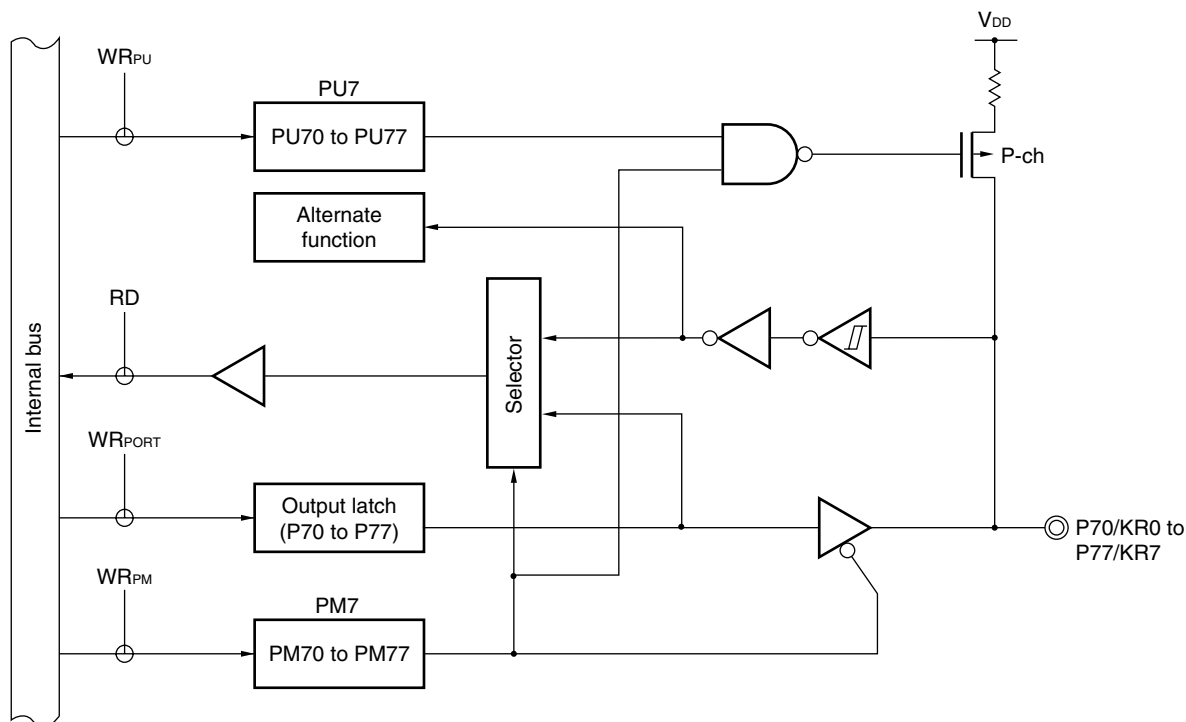 VDD
WRPU
PU7
PU70 to PU77
P-ch
Alternate
function
RD
Internal bus
Selector
WRPORT
Output latch
(P70 to P77)
P70/KR0 to
P77/KR7
WRPM
PM7
PM70 to PM77